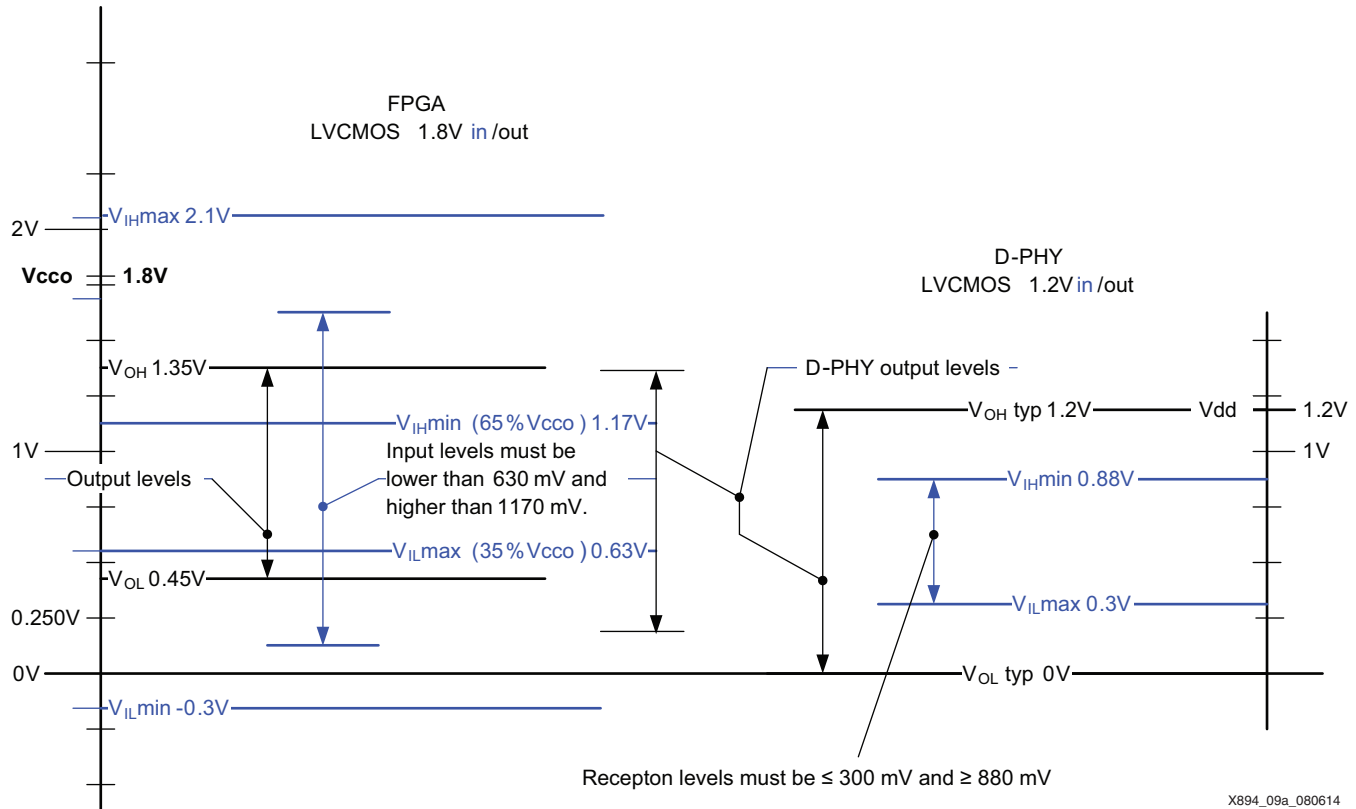 FPGA
LVCMOS 1.8V in /out
VIHmax 2.1V
2V
Vcco 1.8V
D-PHY
LVCMOS 1.2V in /out
VOH 1.35V
D-PHY output levels
VIHmin (65%Vcco ) 1.17V
VOH typ 1.2V
Vdd
1.2V
1V
1V
Output levels
Input levels must be
lower than 630 mV and
higher than 1170 mV.
VIHmin 0.88V
VILmax (35%Vcco ) 0.63V
VOL 0.45V
VILmax 0.3V
0.250V
0V
VOL typ 0V
VILmin -0.3V
Recepton levels must be ≤ 300 mV and ≥ 880 mV
X894_09a_080614